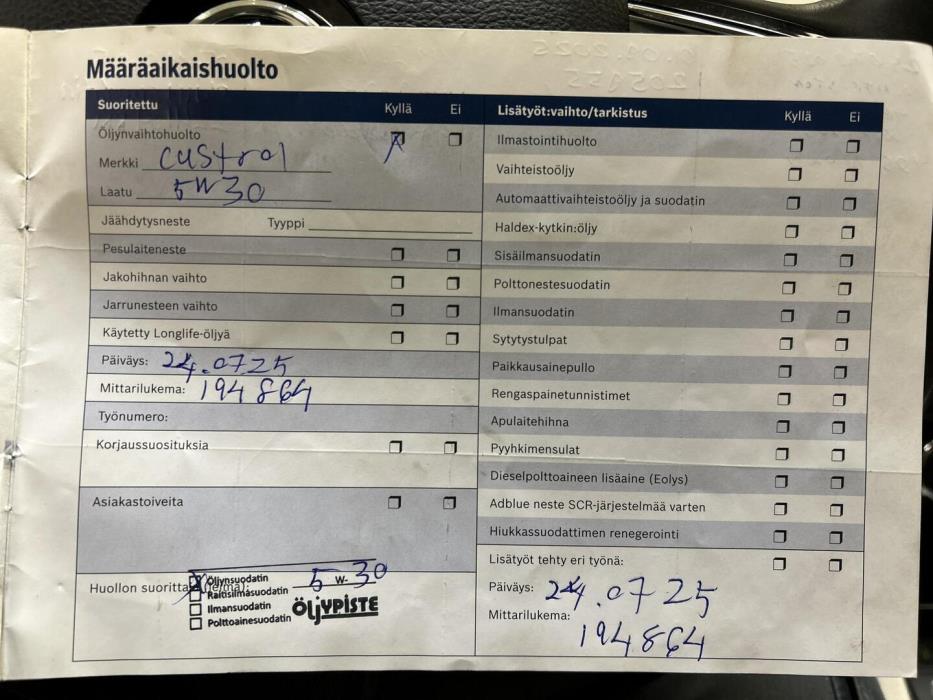 Määräaikaishuolto
Suoritettu Kyllä Ei
Öljynvaihtohuolto
Merkki Custrol
Laatu 5W30
Jäähdytysneste Tyyppi
Pesulaiteneste
Jakohihnan vaihto
Jarrunesteen vaihto
Käytetty Longlife-öljyä
Päiväys: 24.07.25
Mittarilukema: 194 864
Työnumero:
Korjaussuosituksia
Asiakastoiveita
Huollon suoritta
Öljynsuodatin
Raitisilmasuodatin
Ilmansuodatin
Polttoainesuodatin
5 W- 30
ÖLJYPISTE
Lisätyöt:vaihto/tarkistus Kyllä Ei
Ilmastointihuolto
Vaihteistoöljy
Automaattivaihteistoöljy ja suodatin
Haldex-kytkin:öljy
Sisäilmansuodatin
Polttonestesuodatin
Ilmansuodatin
Sytytystulpat
Paikkausainepullo
Rengaspainetunnistimet
Apulaitehihna
Pyyhkimensulat
Dieselpolttoaineen lisäaine (Eolys)
Adblue neste SCR-järjestelmää varten
Hiukkassuodattimen renegerointi
Lisätyöt tehty eri työnä:
Päiväys: 24.07 25
Mittarilukema:
194864